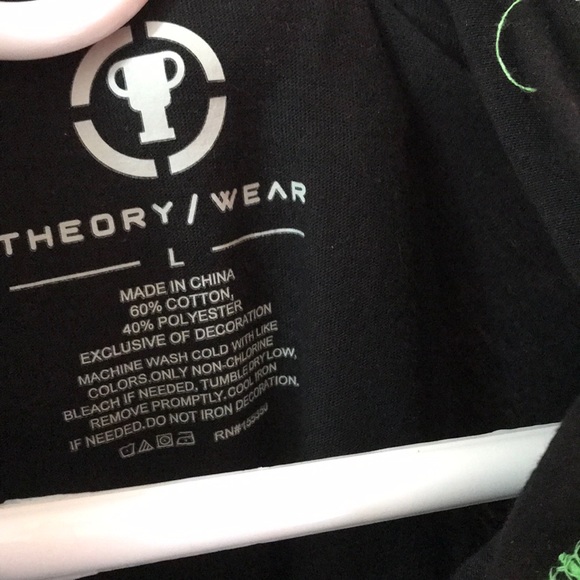 THEORY/WEAR
L
MADE IN CHINA
60% COTTON,
40% POLYESTER
EXCLUSIVE OF DECORATION
MACHINE WASH COLD WITH LIKE
COLORS.ONLY NON-CHLORINE
BLEACH IF NEEDED, TUMBLE DRY LOW,
REMOVE PROMPTLY, COOL IRON
IF NEEDED.DO NOT IRON DECORATION.